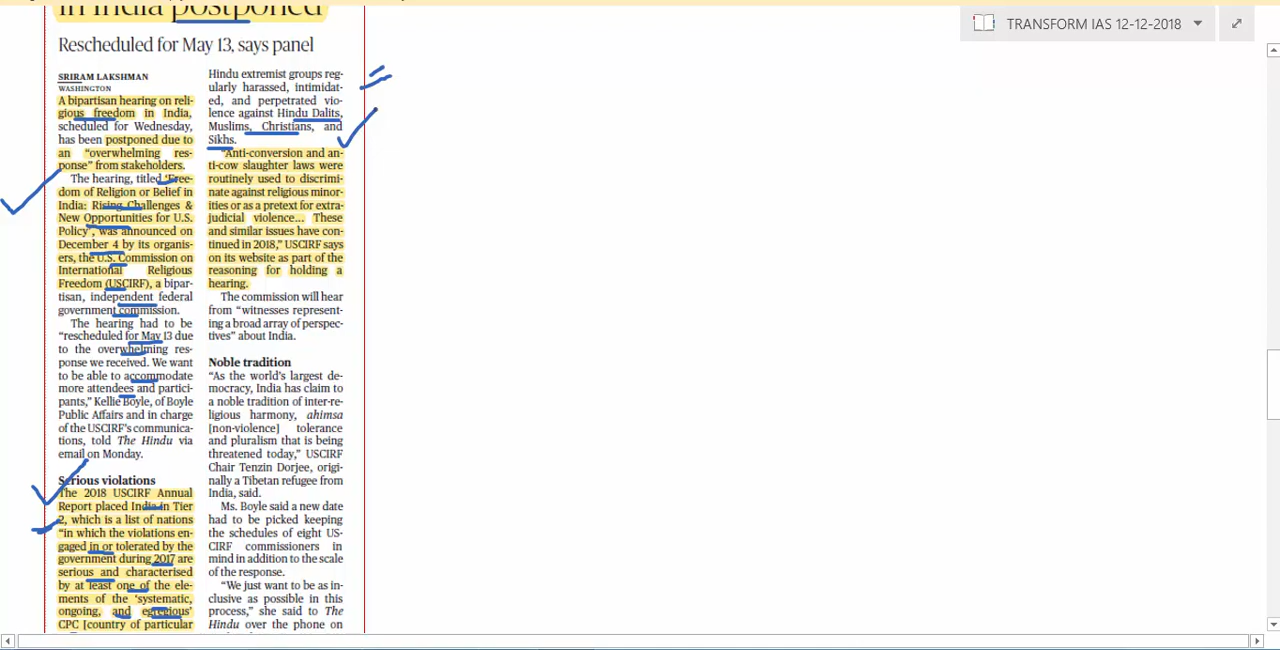 in India postponed
TRANSFORM IAS 12-12-2018
Rescheduled for May 13, says panel
SRIRAM LAKSHMAN
WASHINGTON
A bipartisan hearing on reli-
gious freedom in India,
scheduled for Wednesday,
has been postponed due to
an “overwhelming res-
ponse” from stakeholders.
The hearing, titled ‘Free-
dom of Religion or Belief in
India: Rising Challenges &
New Opportunities for U.S.
Policy’, was announced on
December 4 by its organis-
ers, the U.S. Commission on
International Religious
Freedom (USCIRF), a bipar-
tisan, independent federal
government commission.
The hearing had to be
“rescheduled for May 13 due
to the overwhelming res-
ponse we received. We want
to be able to accommodate
more attendees and partici-
pants,” Kellie Boyle, of Boyle
Public Affairs and in charge
of the USCIRF’s communica-
tions, told The Hindu via
email on Monday.
Serious violations
The 2018 USCIRF Annual
Report placed India in Tier
2, which is a list of nations
“in which the violations en-
gaged in or tolerated by the
government during 2017 are
serious and characterised
by at least one of the ele-
ments of the ‘systematic,
ongoing, and egregious’
CPC [country of particular
Hindu extremist groups reg-
ularly harassed, intimidat-
ed, and perpetrated vio-
lence against Hindu Dalits,
Muslims, Christians, and
Sikhs.
“Anti-conversion and an-
ti-cow slaughter laws were
routinely used to discrimi-
nate against religious minor-
ities or as a pretext for extra-
judicial violence... These
and similar issues have con-
tinued in 2018,” USCIRF says
on its website as part of the
reasoning for holding a
hearing.
The commission will hear
from “witnesses represent-
ing a broad array of perspec-
tives” about India.
Noble tradition
“As the world’s largest de-
mocracy, India has claim to
a noble tradition of inter-re-
ligious harmony, ahimsa
[non-violence] tolerance
and pluralism that is being
threatened today,” USCIRF
Chair Tenzin Dorjee, origi-
nally a Tibetan refugee from
India, said.
Ms. Boyle said a new date
had to be picked keeping
the schedules of eight US-
CIRF commissioners in
mind in addition to the scale
of the response.
“We just want to be as in-
clusive as possible in this
process,” she said to The
Hindu over the phone on